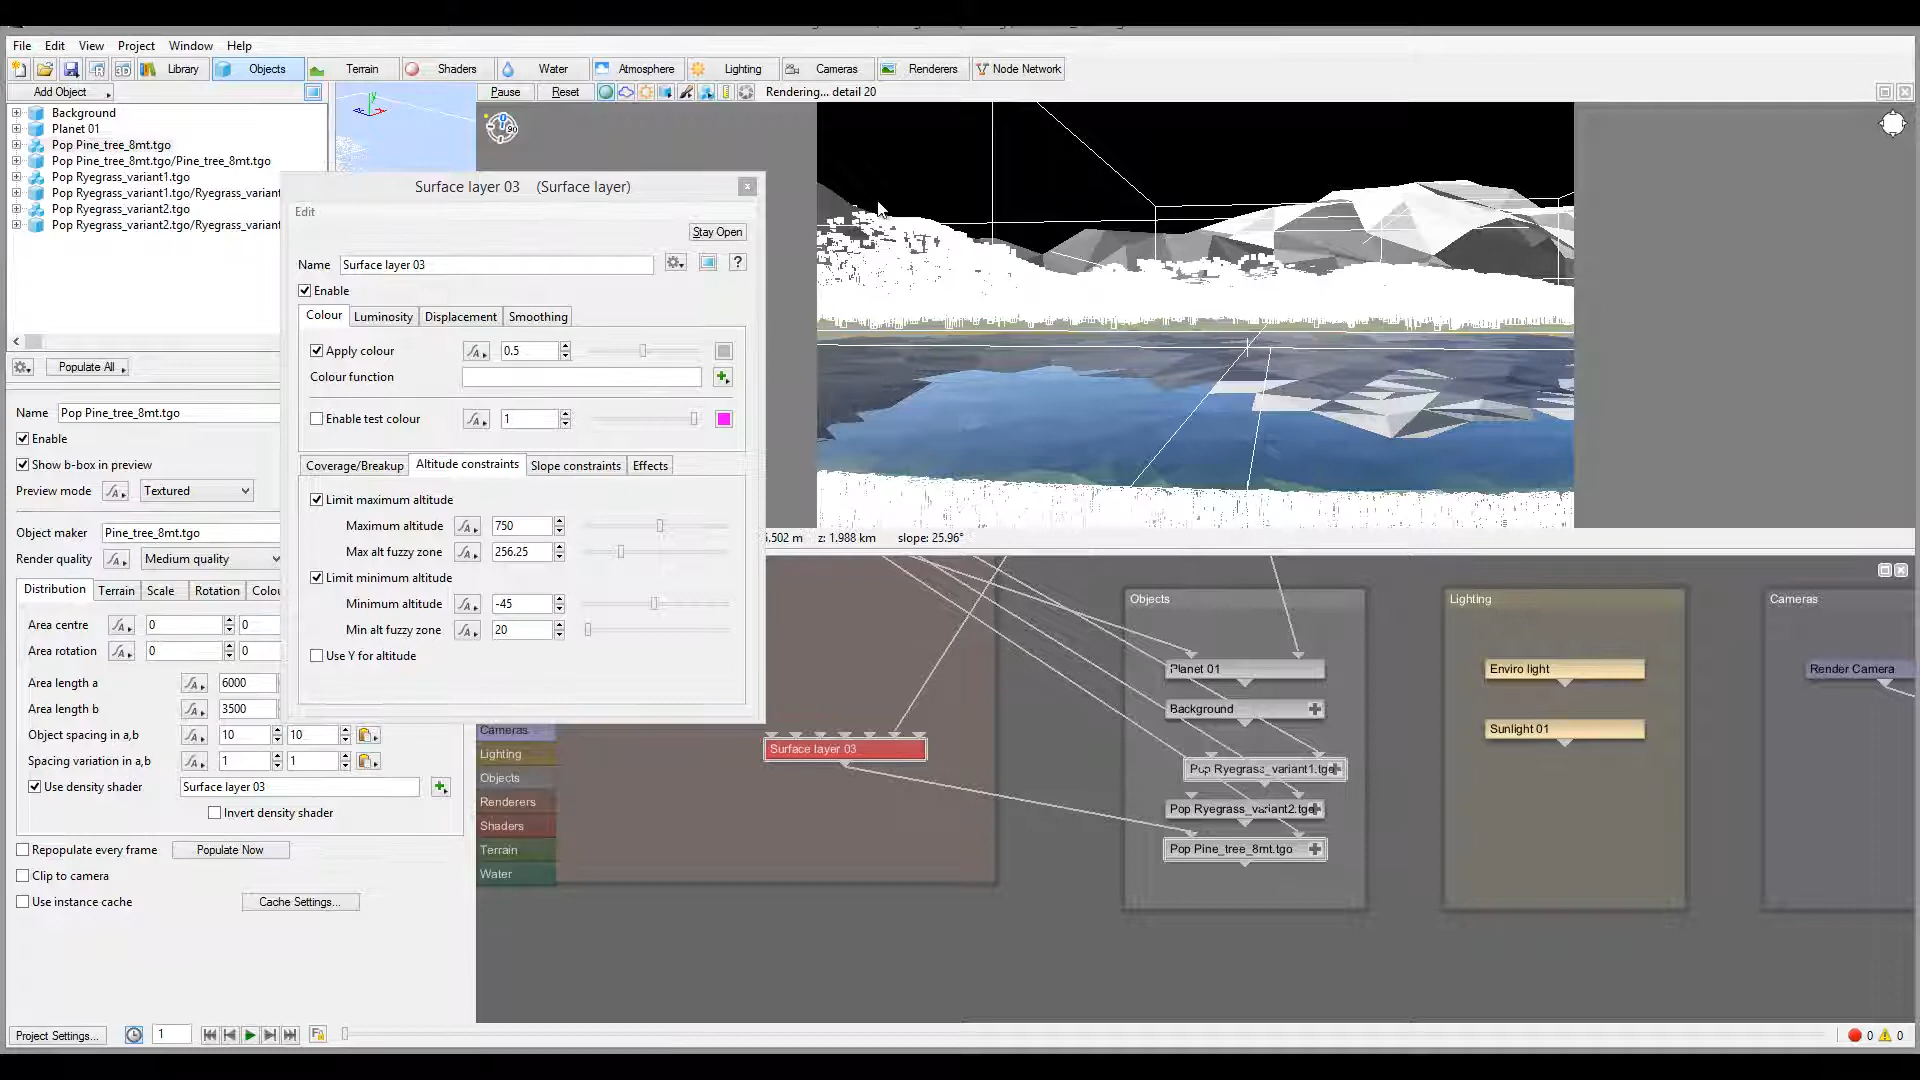 File Edit View Project Window Help
Library Objects Terrain Shaders Water Atmosphere Lighting Cameras Renderers Node Network
Add Object
Pause Reset Rendering... detail 20
Background
Planet 01
Pop Pine_tree_8mt.tgo
Pop Pine_tree_8mt.tgo/Pine_tree_8mt.tgo
Pop Ryegrass_variant1.tgo
Pop Ryegrass_variant1.tgo/Ryegrass_variant
Pop Ryegrass_variant2.tgo
Pop Ryegrass_variant2.tgo/Ryegrass_variant
Populate All
Name Pop Pine_tree_8mt.tgo
Enable
Show b-box in preview
Preview mode Textured
Object maker Pine_tree_8mt.tgo
Render quality Medium quality
Distribution Terrain Scale Rotation Colou
Area centre 0 0
Area rotation 0 0
Area length a 6000
Area length b 3500
Object spacing in a,b 10 10
Spacing variation in a,b 1 1
Use density shader Surface layer 03
Invert density shader
Repopulate every frame Populate Now
Clip to camera
Use instance cache Cache Settings...
Surface layer 03 (Surface layer)
Edit
Stay Open
Name Surface layer 03 ?
Enable
Colour Luminosity Displacement Smoothing
Apply colour 0.5
Colour function
Enable test colour 1
Coverage/Breakup Altitude constraints Slope constraints Effects
Limit maximum altitude
Maximum altitude 750
Max alt fuzzy zone 256.25
Limit minimum altitude
Minimum altitude -45
Min alt fuzzy zone 20
Use Y for altitude
.502 m z: 1.988 km slope: 25.96°
Cameras
Lighting
Objects
Renderers
Shaders
Terrain
Water
Surface layer 03
Objects
Planet 01
Background
Pop Ryegrass_variant1.tgo
Pop Ryegrass_variant2.tgo
Pop Pine_tree_8mt.tgo
Lighting
Enviro light
Sunlight 01
Cameras
Render Camera
Project Settings... 1 0 0